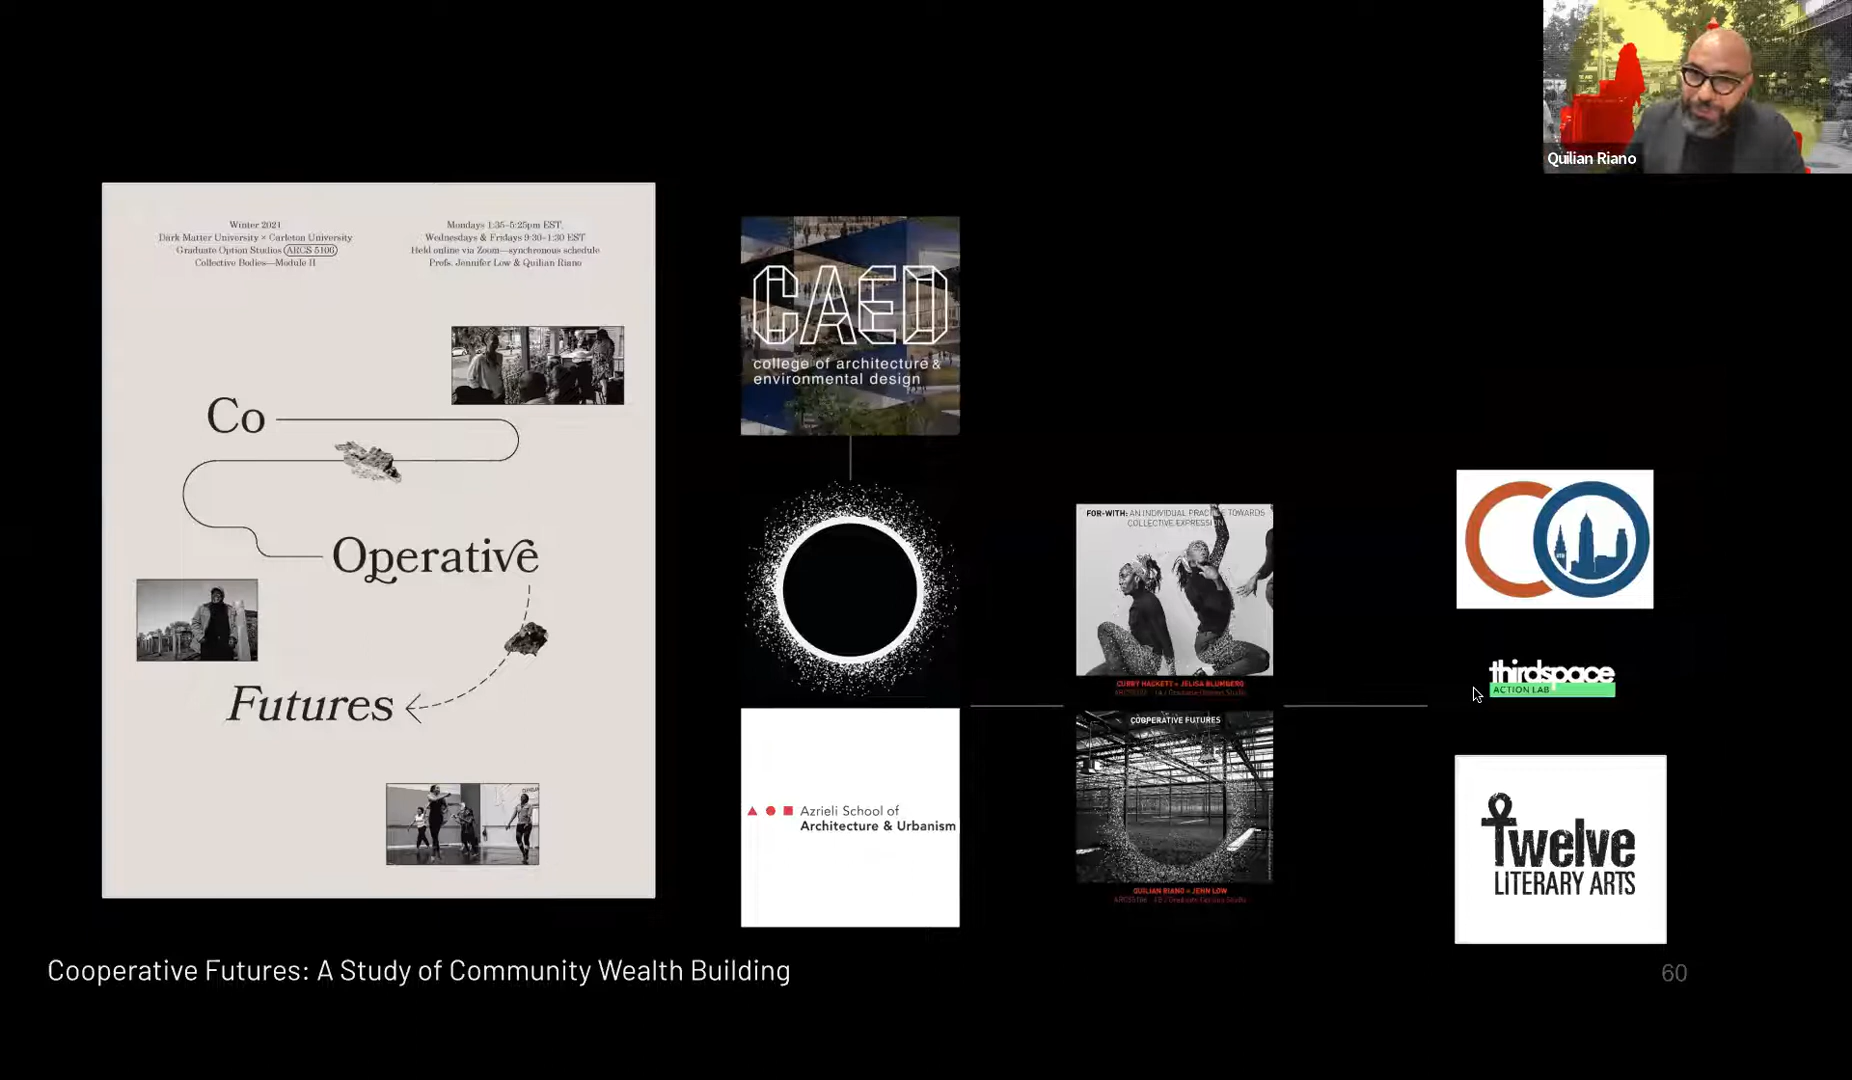 Quilian Riano
Winter 2021
Dark Matter University × Carleton University
Graduate Option Studios ARCS 5106
Collective Bodies—Module II
Mondays 1:35–5:25pm EST,
Wednesdays & Fridays 9:30–1:30 EST
Held online via Zoom—synchronous schedule
Profs. Jennifer Low & Quilian Riano
Co
Operative
Futures
CAED
college of architecture &
environmental design
Azrieli School of
Architecture & Urbanism
FOR-WITH: AN INDIVIDUAL PRACTICE TOWARDS
COLLECTIVE EXPRESSION
CURRY HACKETT + JELISA BLUMBERG
COOPERATIVE FUTURES
QUILIAN RIANO + JENN LOW
CO
thirdspace
ACTION LAB
Twelve
LITERARY ARTS
Cooperative Futures: A Study of Community Wealth Building
60